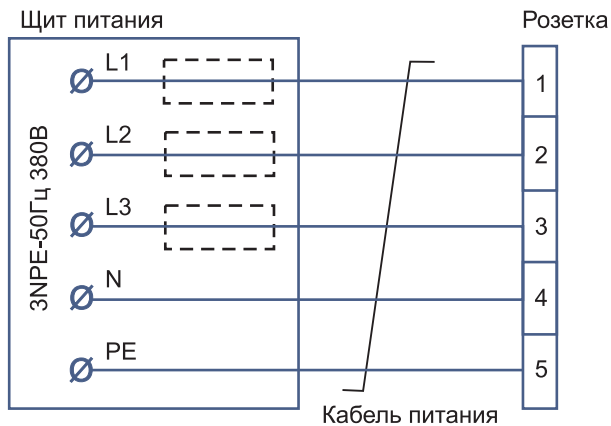 Щит питания
Розетка
3NPE-50Гц 380В
L1
1
L2
2
L3
3
N
4
PE
5
Кабель питания